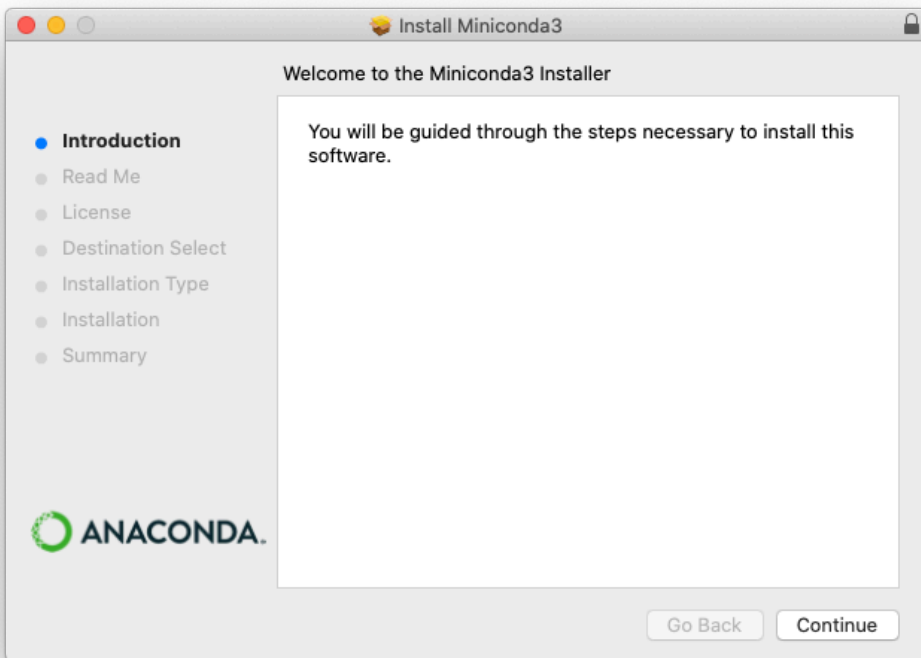 Install Miniconda3
Welcome to the Miniconda3 Installer
Introduction
Read Me
License
Destination Select
Installation Type
Installation
Summary
You will be guided through the steps necessary to install this
software.
ANACONDA.
Go Back
Continue